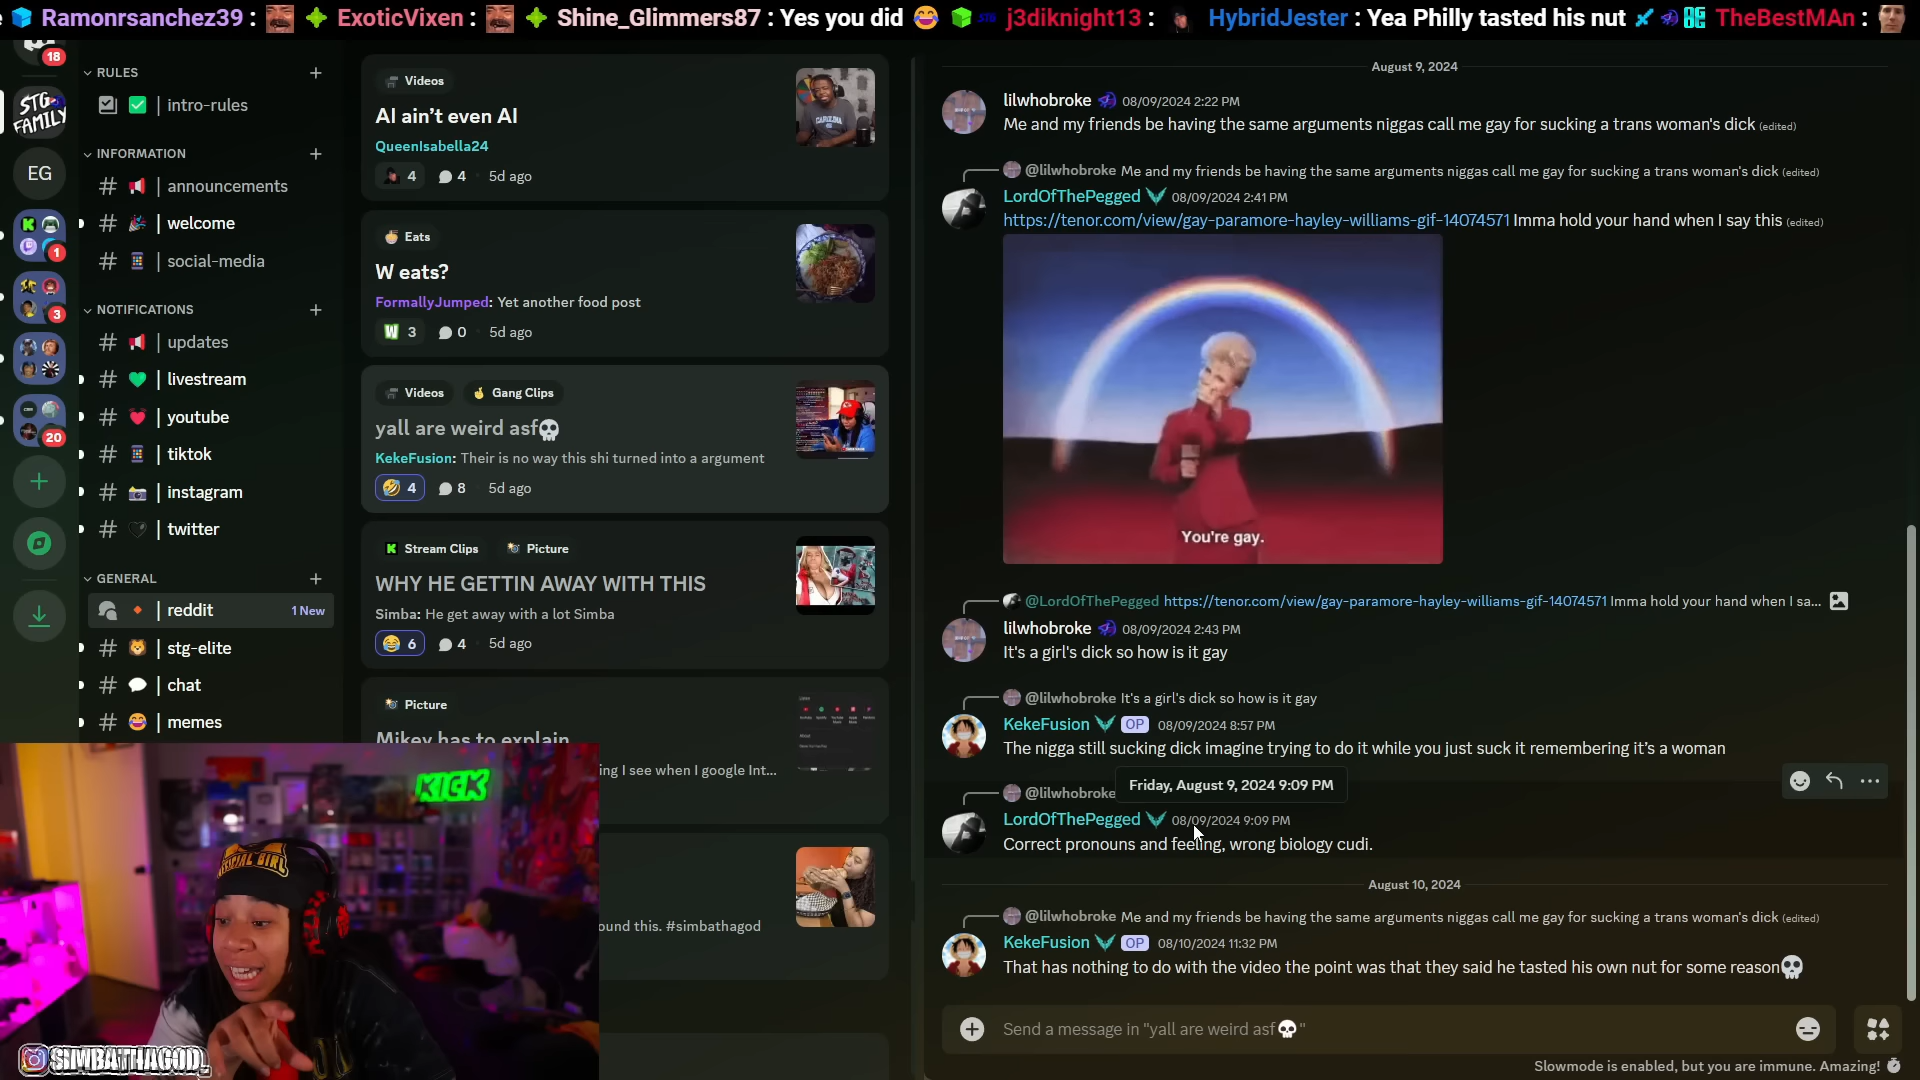 Ramonrsanchez39 : ExoticVixen : Shine_Glimmers87 : Yes you did 😂 STG j3diknight13 : HybridJester : Yea Philly tasted his nut TheBestMAn :
18
STG FAMILY
EG
1
3
20
RULES
intro-rules
INFORMATION
# | announcements
# | welcome
# | social-media
NOTIFICATIONS
# | updates
# | livestream
# | youtube
# | tiktok
# | instagram
# | twitter
GENERAL
| reddit 1 New
# | stg-elite
# | chat
# | memes
Videos
AI ain’t even AI
QueenIsabella24
4 4 5d ago
CAROLINA
Eats
W eats?
FormallyJumped: Yet another food post
W 3 0 5d ago
Videos Gang Clips
yall are weird asf💀
KekeFusion: Their is no way this shi turned into a argument
🤣 4 8 5d ago
Stream Clips Picture
WHY HE GETTIN AWAY WITH THIS
Simba: He get away with a lot Simba
😂 6 4 5d ago
Picture
Mikey has to explain
ing I see when I google Int...
ound this. #simbathagod
August 9, 2024
lilwhobroke 08/09/2024 2:22 PM
Me and my friends be having the same arguments niggas call me gay for sucking a trans woman's dick (edited)
@lilwhobroke Me and my friends be having the same arguments niggas call me gay for sucking a trans woman's dick (edited)
LordOfThePegged 08/09/2024 2:41 PM
https://tenor.com/view/gay-paramore-hayley-williams-gif-14074571 Imma hold your hand when I say this (edited)
You're gay.
@LordOfThePegged https://tenor.com/view/gay-paramore-hayley-williams-gif-14074571 Imma hold your hand when I sa...
lilwhobroke 08/09/2024 2:43 PM
It's a girl's dick so how is it gay
@lilwhobroke It's a girl's dick so how is it gay
KekeFusion OP 08/09/2024 8:57 PM
The nigga still sucking dick imagine trying to do it while you just suck it remembering it’s a woman
Friday, August 9, 2024 9:09 PM
@lilwhobroke
LordOfThePegged 08/09/2024 9:09 PM
Correct pronouns and feeling, wrong biology cudi.
August 10, 2024
@lilwhobroke Me and my friends be having the same arguments niggas call me gay for sucking a trans woman's dick (edited)
KekeFusion OP 08/10/2024 11:32 PM
That has nothing to do with the video the point was that they said he tasted his own nut for some reason💀
Send a message in "yall are weird asf💀"
Slowmode is enabled, but you are immune. Amazing!
KICK
SPECIAL GIRL
SIMBATHAGOD_